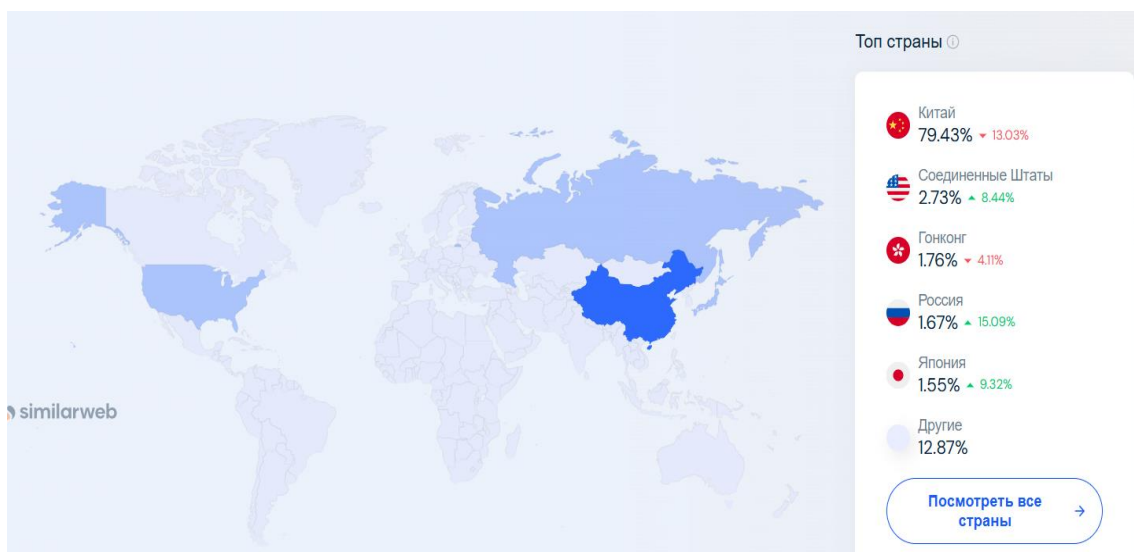 Топ страны
Китай
79.43% ▼ 13.03%
Соединенные Штаты
2.73% ▲ 8.44%
Гонконг
1.76% ▼ 4.11%
Россия
1.67% ▲ 15.09%
Япония
1.55% ▲ 9.32%
similarweb
Другие
12.87%
Посмотреть все
страны →